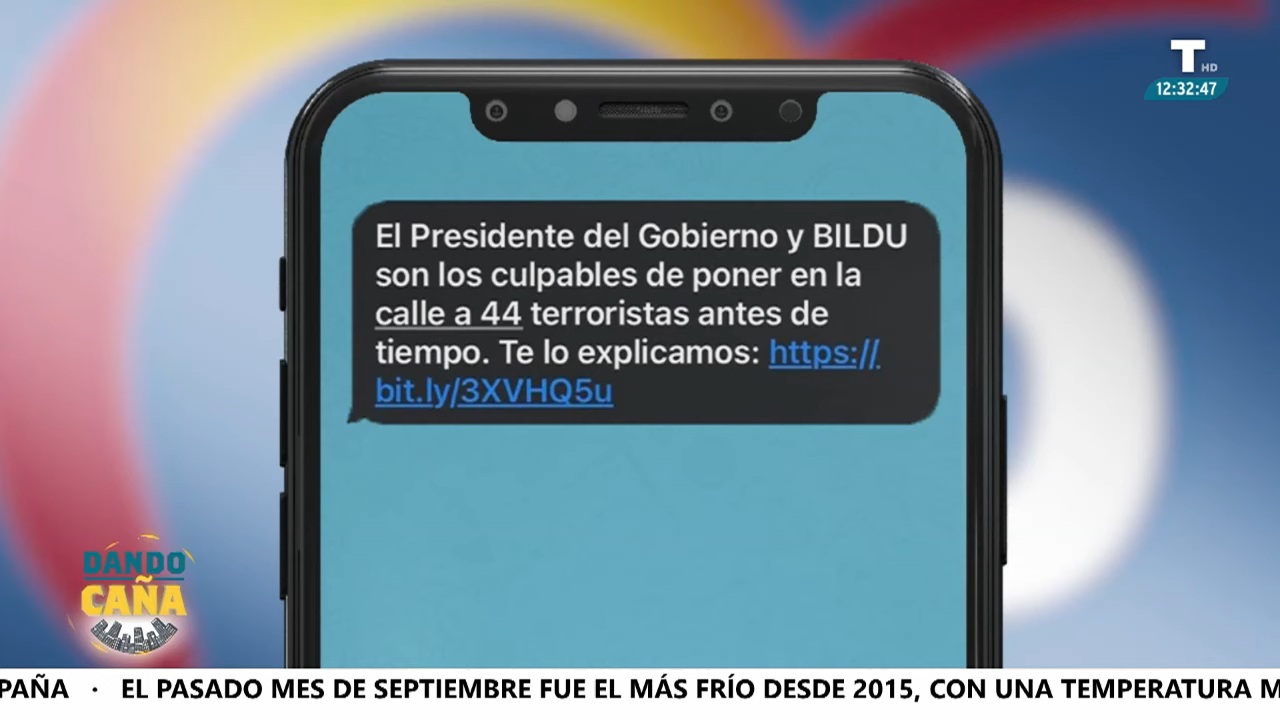 T HD
12:32:47
El Presidente del Gobierno y BILDU
son los culpables de poner en la
calle a 44 terroristas antes de
tiempo. Te lo explicamos: https://
bit.ly/3XVHQ5u
DANDO
CAÑA
PAÑA · EL PASADO MES DE SEPTIEMBRE FUE EL MÁS FRÍO DESDE 2015, CON UNA TEMPERATURA M